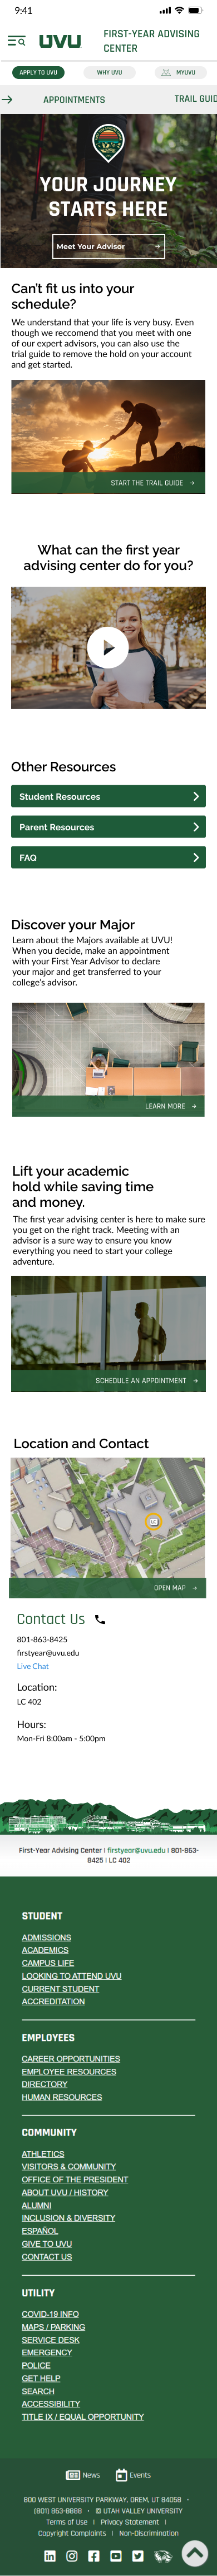 9:41
UVU
FIRST-YEAR ADVISING
CENTER
APPLY TO UVU
WHY UVU
MYUVU
APPOINTMENTS
TRAIL GUID
YOUR JOURNEY
STARTS HERE
Meet Your Advisor
Can't fit us into your
schedule?
We understand that your life is very busy. Even
though we reccommend that you meet with one
of our expert advisors, you can also use the
trial guide to remove the hold on your account
and get started.
START THE TRAIL GUIDE
What can the first year
advising center do for you?
Other Resources
Student Resources
Parent Resources
FAQ
Discover your Major
Learn about the Majors available at UVU!
When you decide, make an appointment
with your First Year Advisor to declare
your major and get transferred to your
college's advisor.
LEARN MORE
Lift your academic
hold while saving time
and money.
The first year advising center is here to make sure
you get on the right track. Meeting with an
advisor is a sure way to ensure you know
everything you need to start your college
adventure.
SCHEDULE AN APPOINTMENT
Location and Contact
OPEN MAP
Contact Us
801-863-8425
firstyear@uvu.edu
Live Chat
Location:
LC 402
Hours:
Mon-Fri 8:00am - 5:00pm
First-Year Advising Center | firstyear@uvu.edu | 801-863-
8425 | LC 402
STUDENT
ADMISSIONS
ACADEMICS
CAMPUS LIFE
LOOKING TO ATTEND UVU
CURRENT STUDENT
ACCREDITATION
EMPLOYEES
CAREER OPPORTUNITIES
EMPLOYEE RESOURCES
DIRECTORY
HUMAN RESOURCES
COMMUNITY
ATHLETICS
VISITORS & COMMUNITY
OFFICE OF THE PRESIDENT
ABOUT UVU / HISTORY
ALUMNI
INCLUSION & DIVERSITY
ESPAÑOL
GIVE TO UVU
CONTACT US
UTILITY
COVID-19 INFO
MAPS / PARKING
SERVICE DESK
EMERGENCY
POLICE
GET HELP
SEARCH
ACCESSIBILITY
TITLE IX / EQUAL OPPORTUNITY
News
Events
800 WEST UNIVERSITY PARKWAY, OREM, UT 84058 •
(801) 863-8888 • © UTAH VALLEY UNIVERSITY
Terms of Use | Privacy Statement |
Copyright Complaints | Non-Discrimination